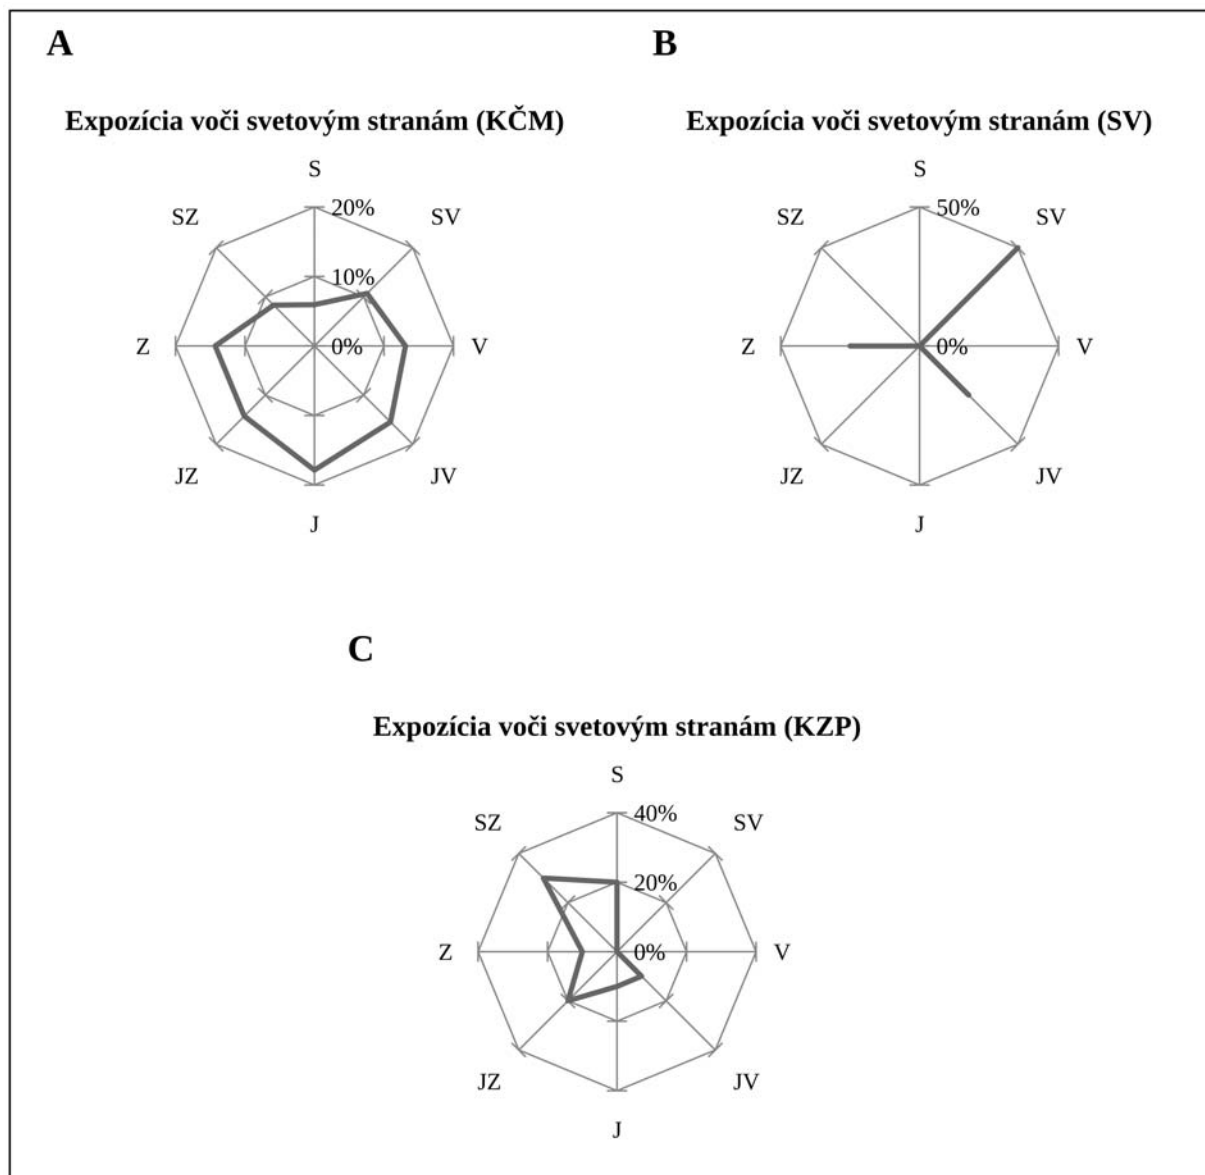 A
B
Expozícia voči svetovým stranám (KČM)
Expozícia voči svetovým stranám (SV)
S
20%
SZ
SV
10%
Z
0%
V
JZ
JV
J
S
50%
SZ
SV
Z
0%
V
JZ
JV
J
C
Expozícia voči svetovým stranám (KZP)
S
40%
SZ
SV
20%
Z
0%
V
JZ
JV
J